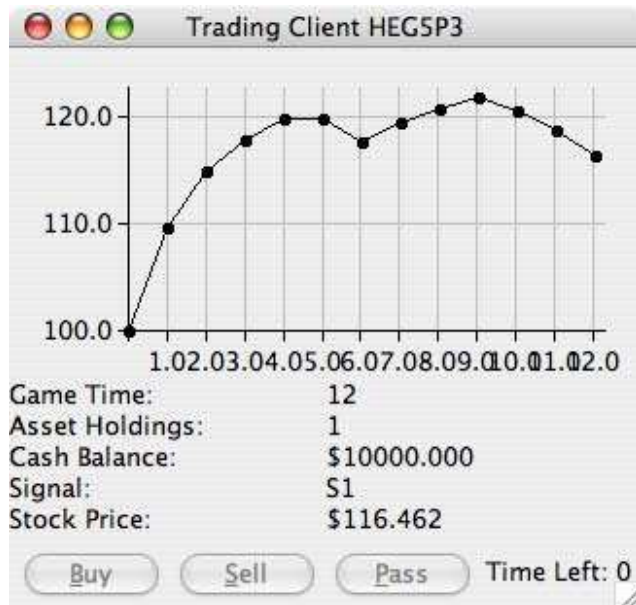 Trading Client HEG5P3
120.0
110.0
100.0
1.02.03.04.05.06.07.08.09.010.011.012.0
Game Time: 12
Asset Holdings: 1
Cash Balance: $10000.000
Signal: S1
Stock Price: $116.462
Buy Sell Pass Time Left: 0